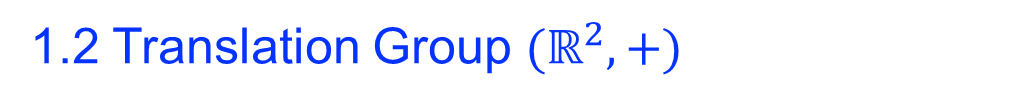 1.2 Translation Group (ℝ², +)